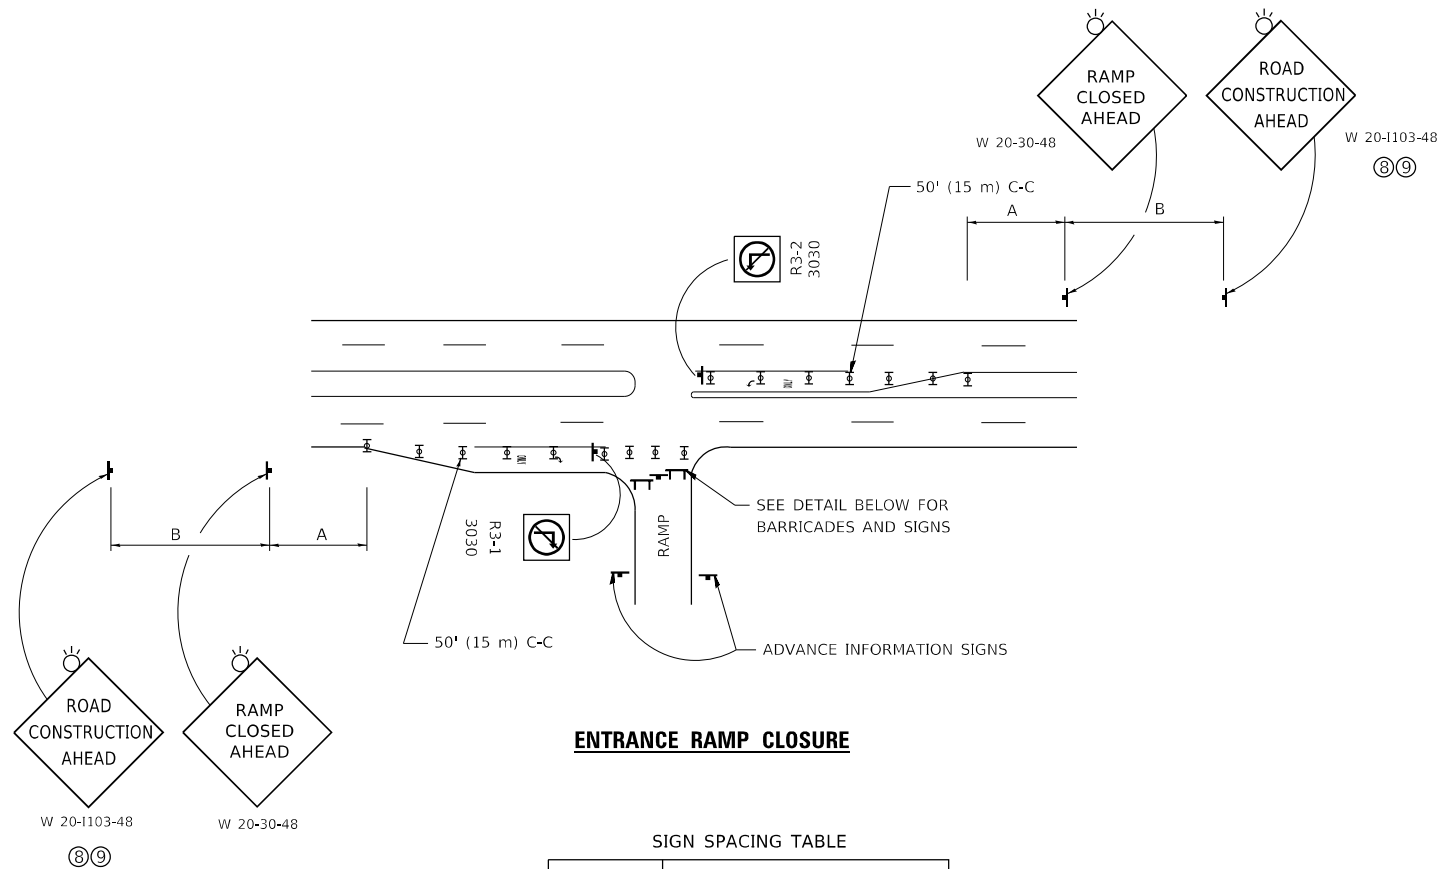 RAMP
CLOSED
AHEAD
W 20-30-48
ROAD
CONSTRUCTION
AHEAD
W 20-I103-48
⑧⑨
50' (15 m) C-C
A
B
R3-2
3030
ONLY
ONLY
B
A
R3-1
3030
RAMP
SEE DETAIL BELOW FOR
BARRICADES AND SIGNS
50' (15 m) C-C
ADVANCE INFORMATION SIGNS
ROAD
CONSTRUCTION
AHEAD
W 20-I103-48
⑧⑨
RAMP
CLOSED
AHEAD
W 20-30-48
ENTRANCE RAMP CLOSURE
SIGN SPACING TABLE